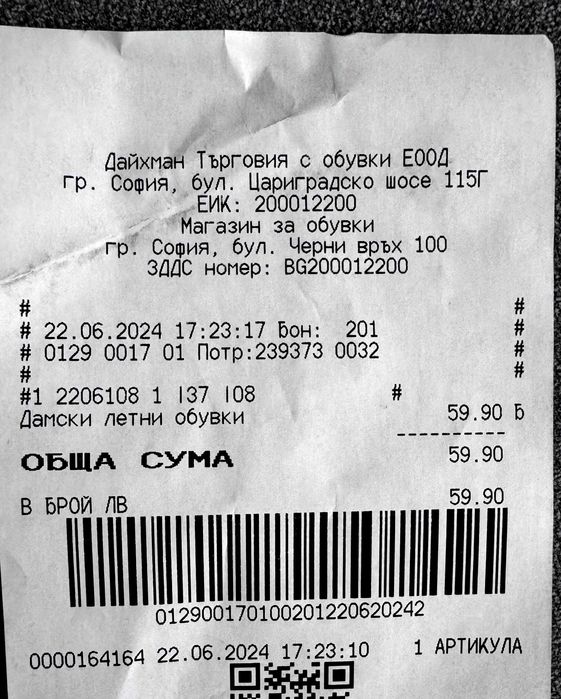 Дайхман Търговия с обувки ЕООД
гр. София, бул. Цариградско шосе 115Г
ЕИК: 200012200
Магазин за обувки
гр. София, бул. Черни връх 100
ЗДДС номер: BG200012200
# #
# 22.06.2024 17:23:17 Бон: 201 #
# 0129 0017 01 Потр:239373 0032 #
# #
#1 2206108 1 137 108 #
Дамски летни обувки 59.90 Б
------------
ОБЩА СУМА 59.90
В БРОЙ ЛВ 59.90
01290017010020122062​0242
0000164164 22.06.2024 17:23:10 1 АРТИКУЛА